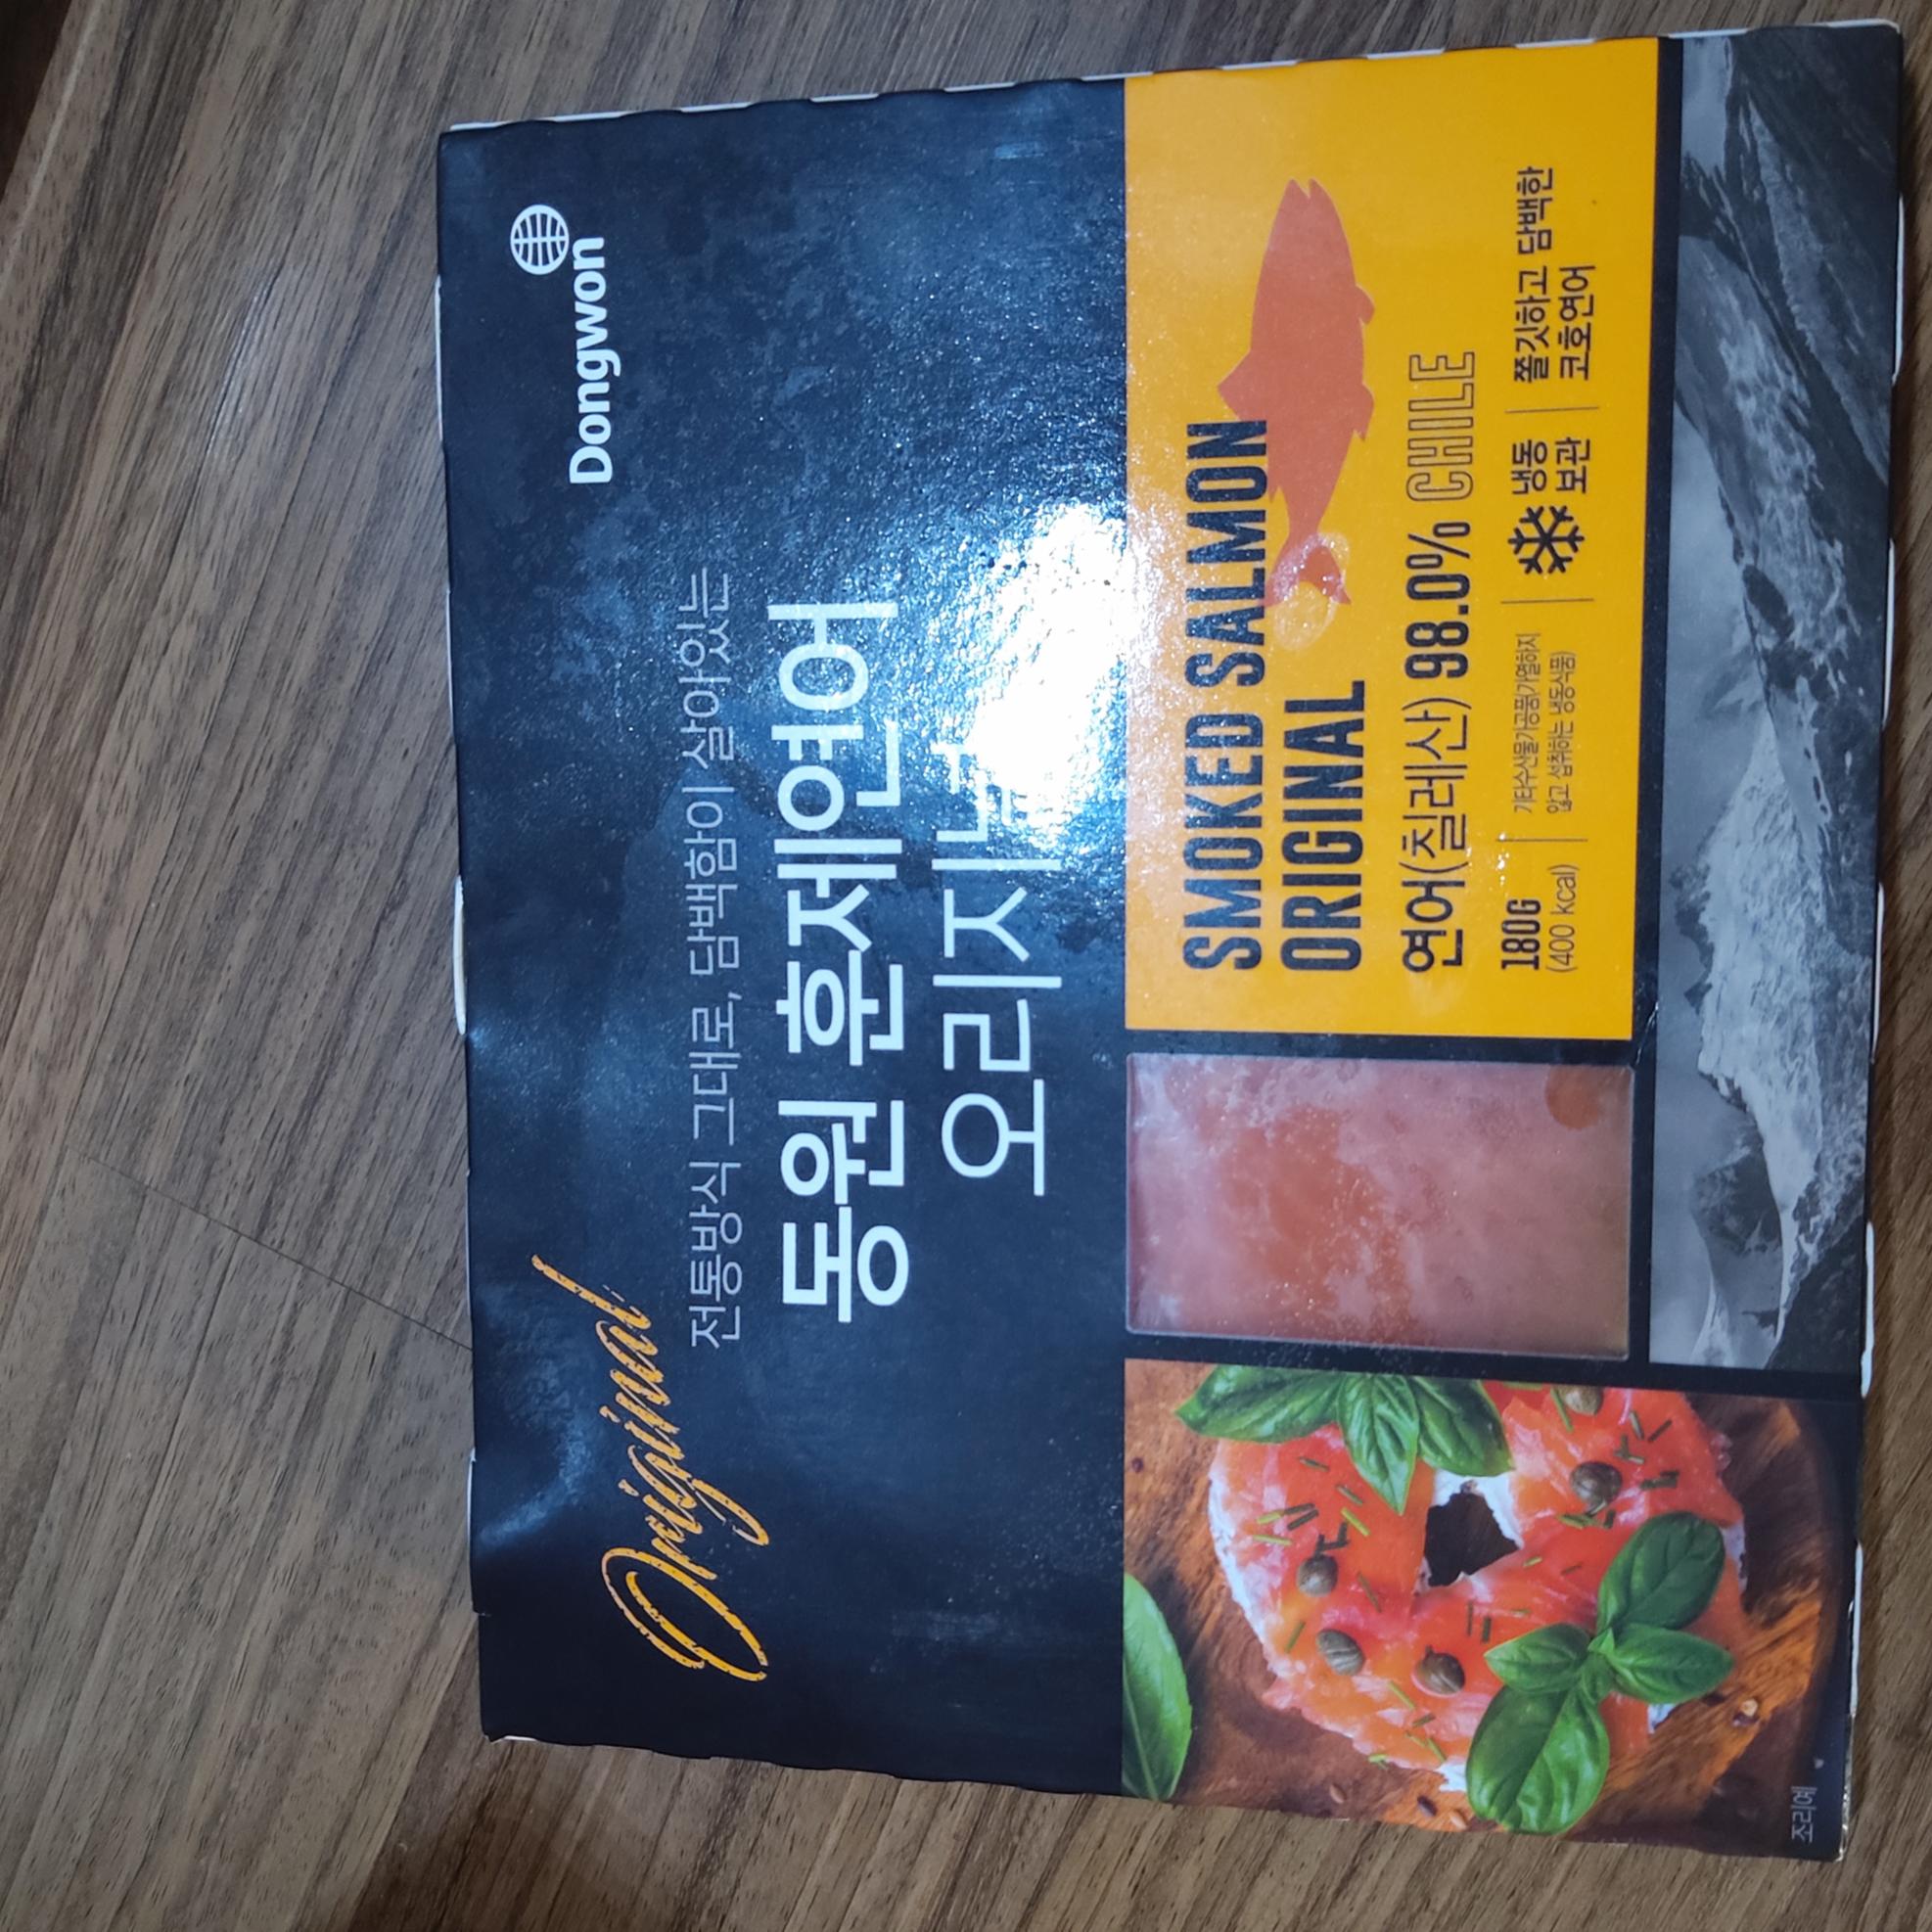 Original
Dongwon
전통방식 그대로, 담백함이 살아있는
동원 훈제연어
오리지널
SMOKED SALMON
ORIGINAL
연어(칠레산) 98.0% CHILE
180G
(400 kcal)
기타수산물가공품(가열하지
않고 섭취하는 냉동식품)
냉동
보관
쫄깃하고 담백한
코호연어
조리예